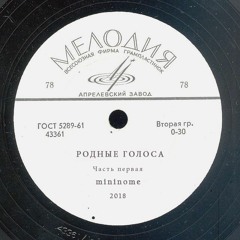 МЕЛОДИЯ
ВСЕСОЮЗНАЯ ФИРМА ГРАМПЛАСТИНОК
78 78
АПРЕЛЕВСКИЙ ЗАВОД
ГОСТ 5289-61 Вторая гр.
43361 0-30
РОДНЫЕ ГОЛОСА
Часть первая
mininome
2018